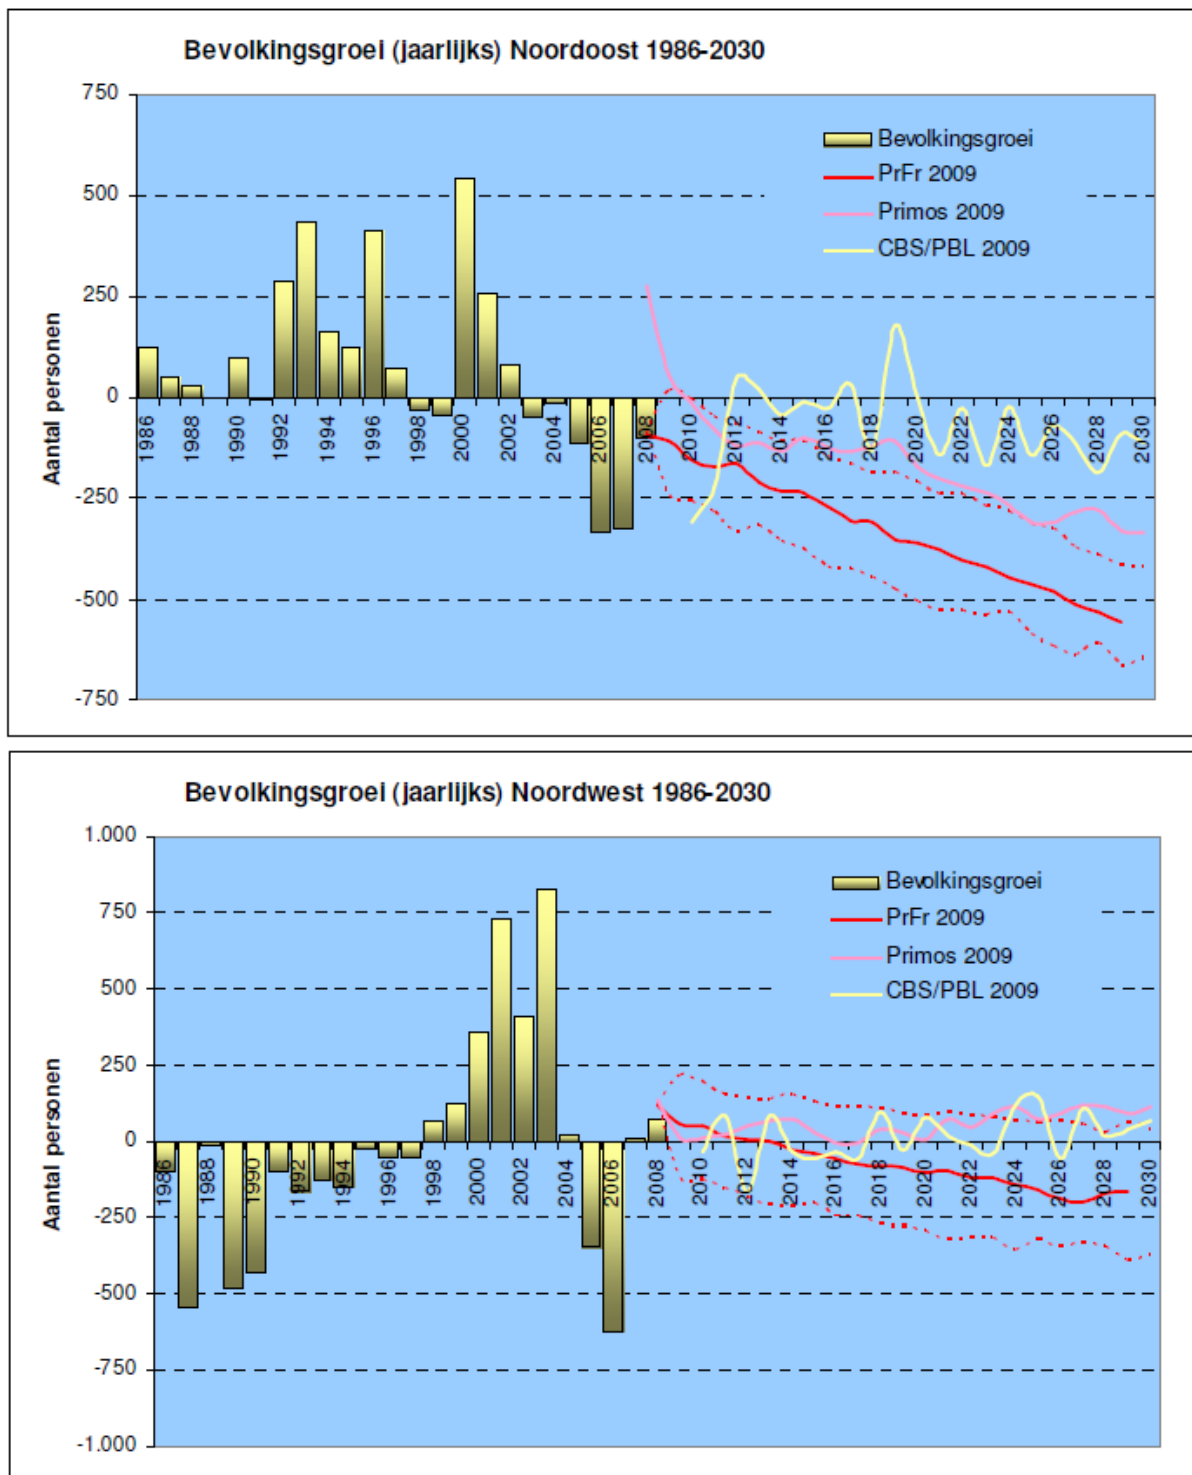 Bevolkingsgroei (jaarlijks) Noordoost 1986-2030
750
500
250
0
-250
-500
-750
Aantal personen
Bevolkingsgroei
PrFr 2009
Primos 2009
CBS/PBL 2009
1986 1988 1990 1992 1994 1996 1998 2000 2002 2004 2006 2008 2010 2012 2014 2016 2018 2020 2022 2024 2026 2028 2030
Bevolkingsgroei (jaarlijks) Noordwest 1986-2030
1.000
750
500
250
0
-250
-500
-750
-1.000
Aantal personen
Bevolkingsgroei
PrFr 2009
Primos 2009
CBS/PBL 2009
1986 1988 1990 1992 1994 1996 1998 2000 2002 2004 2006 2008 2010 2012 2014 2016 2018 2020 2022 2024 2026 2028 2030